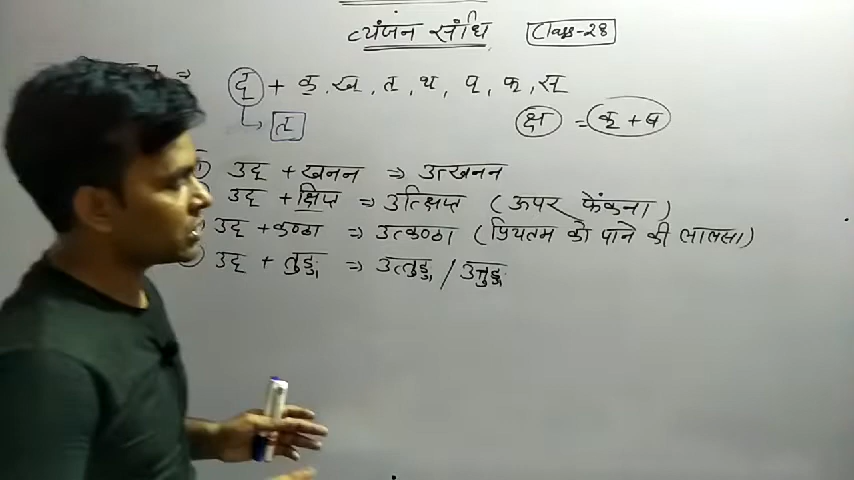 व्यंजन संधि Class-28
⇒ द् + क, ख, त, थ, प, फ, स्
त् क्ष = क् + ष
① उद् + खनन ⇒ उत्खनन
उद् + क्षिप्त ⇒ उत्क्षिप्त (ऊपर फेंकना)
उद् + कण्ठा ⇒ उत्कण्ठा (प्रियतम को पाने की लालसा)
उद् + तुङ्ग ⇒ उत्तुङ्ग / उत्तुङ्ग